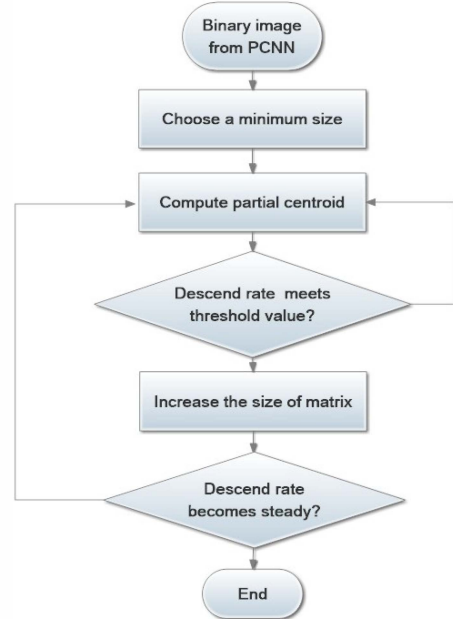 Binary image
from PCNN
Choose a minimum size
Compute partial centroid
Descend rate meets
threshold value?
Increase the size of matrix
Descend rate
becomes steady?
End